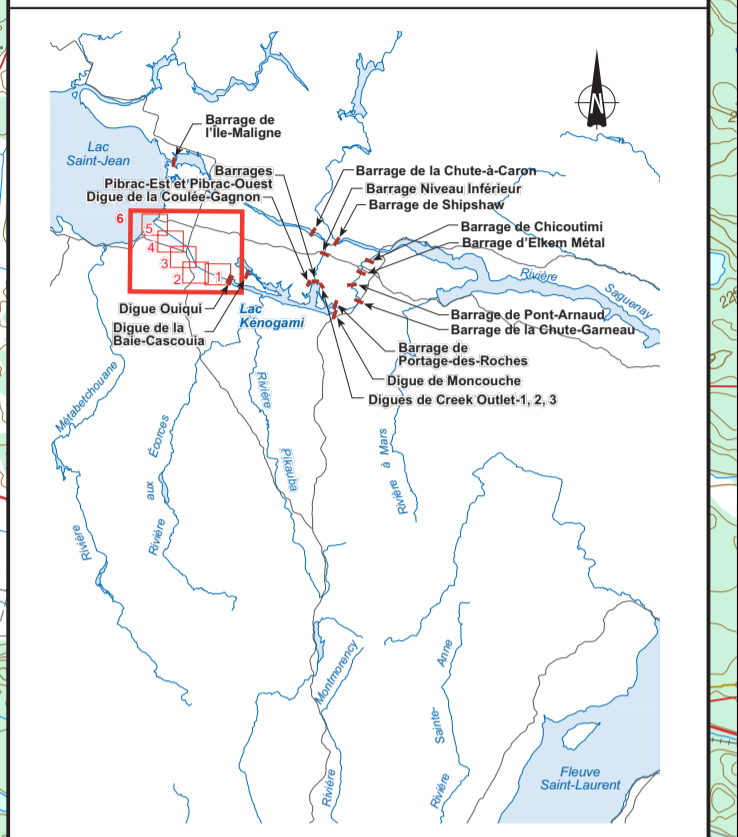 N
Barrage de
l'Île-Maligne
Lac
Saint-Jean
Barrages
Pibrac-Est et Pibrac-Ouest
Digue de la Coulée-Gagnon
Barrage de la Chute-à-Caron
Barrage Niveau Inférieur
Barrage de Shipshaw
Barrage de Chicoutimi
Barrage d'Elkem Métal
6
5
4
3
2
1
Rivière
Saguenay
Digue Ouiqui
Digue de la
Baie-Cascouia
Lac
Kénogami
Barrage de Pont-Arnaud
Barrage de la Chute-Garneau
Barrage de
Portage-des-Roches
Digue de Moncouche
Digues de Creek Outlet-1, 2, 3
Rivière
Métabetchouane
Rivière aux Écorces
Rivière
Pikauba
Rivière à Mars
Rivière
Montmorency
Rivière
Sainte-
Anne
Fleuve
Saint-Laurent